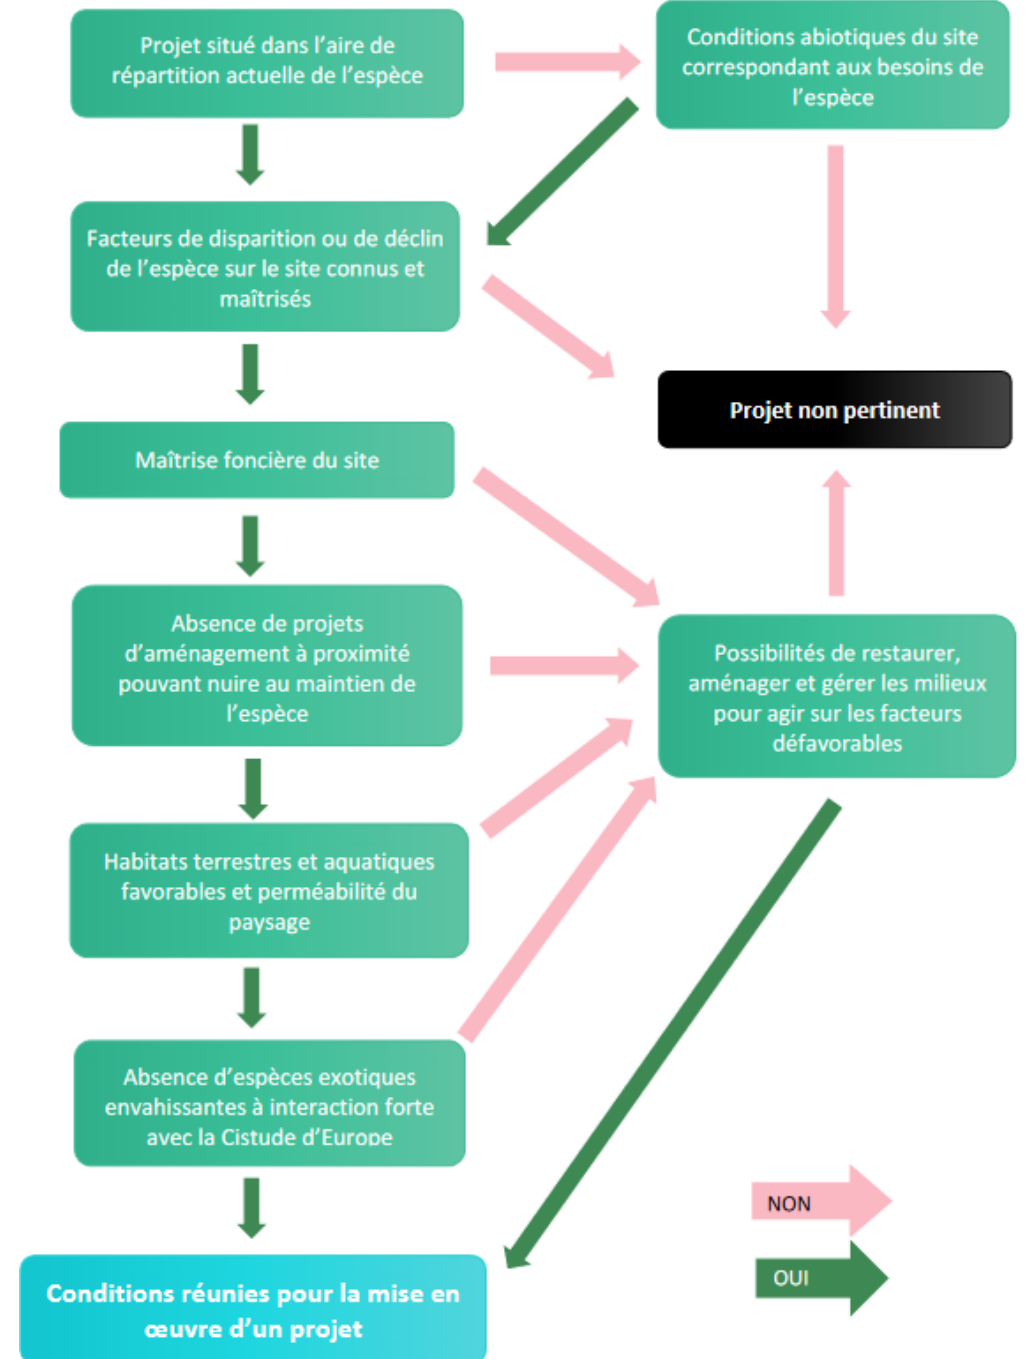 Projet situé dans l'aire de
répartition actuelle de l'espèce
Conditions abiotiques du site
correspondant aux besoins de
l'espèce
Facteurs de disparition ou de déclin
de l'espèce sur le site connus et
maîtrisés
Projet non pertinent
Maîtrise foncière du site
Absence de projets
d'aménagement à proximité
pouvant nuire au maintien de
l'espèce
Possibilités de restaurer,
aménager et gérer les milieux
pour agir sur les facteurs
défavorables
Habitats terrestres et aquatiques
favorables et perméabilité du
paysage
Absence d'espèces exotiques
envahissantes à interaction forte
avec la Cistude d'Europe
NON
OUI
Conditions réunies pour la mise en
œuvre d'un projet